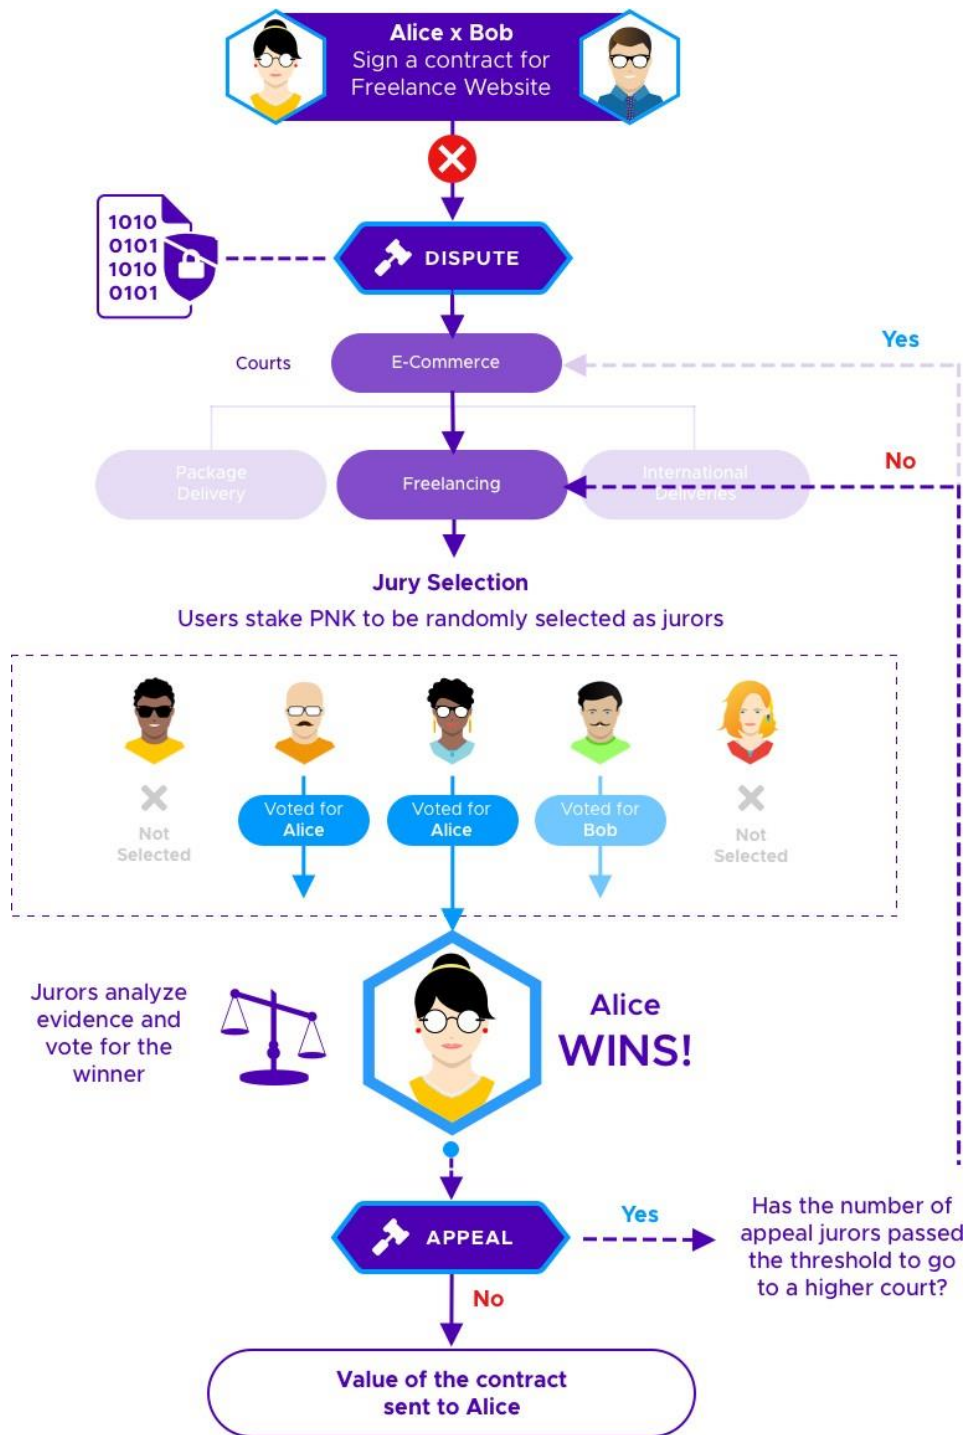 Alice x Bob
Sign a contract for
Freelance Website
1010
0101
1010
0101
DISPUTE
Courts
E-Commerce
Yes
Package
Delivery
Freelancing
International
Deliveries
No
Jury Selection
Users stake PNK to be randomly selected as jurors
Not
Selected
Voted for
Alice
Voted for
Alice
Voted for
Bob
Not
Selected
Jurors analyze
evidence and
vote for the
winner
Alice
WINS!
APPEAL
Yes
Has the number of
appeal jurors passed
the threshold to go
to a higher court?
No
Value of the contract
sent to Alice